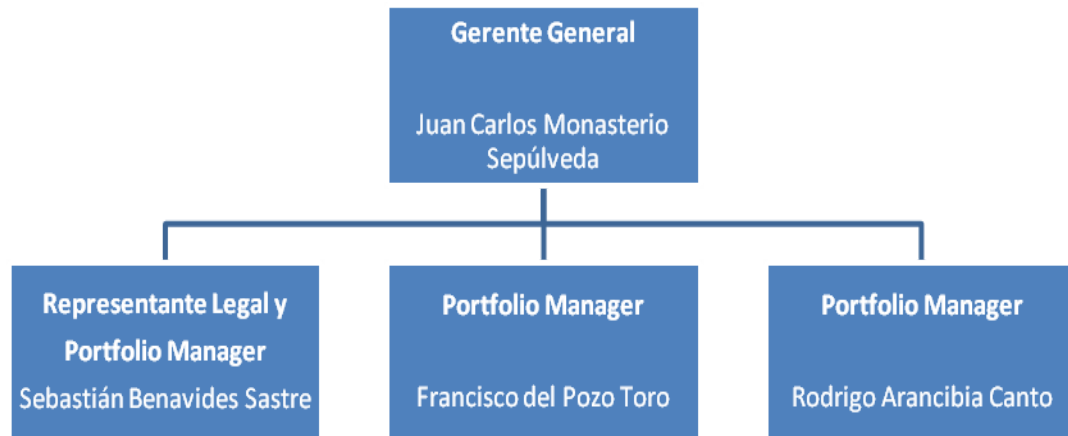 Gerente General
Juan Carlos Monasterio
Sepúlveda
Representante Legal y
Portfolio Manager
Sebastián Benavides Sastre
Portfolio Manager
Francisco del Pozo Toro
Portfolio Manager
Rodrigo Arancibia Canto